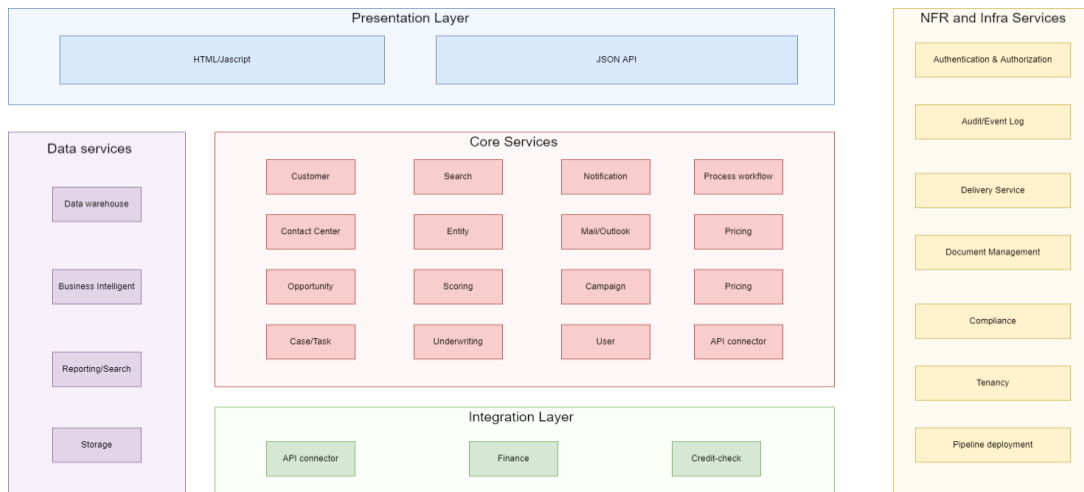 Presentation Layer
HTML/Jascript
JSON API
Data services
Data warehouse
Business Intelligent
Reporting/Search
Storage
Core Services
Customer
Search
Notification
Process workflow
Contact Center
Entity
Mail/Outlook
Pricing
Opportunity
Scoring
Campaign
Pricing
Case/Task
Underwriting
User
API connector
Integration Layer
API connector
Finance
Credit-check
NFR and Infra Services
Authentication & Authorization
Audit/Event Log
Delivery Service
Document Management
Compliance
Tenancy
Pipeline deployment